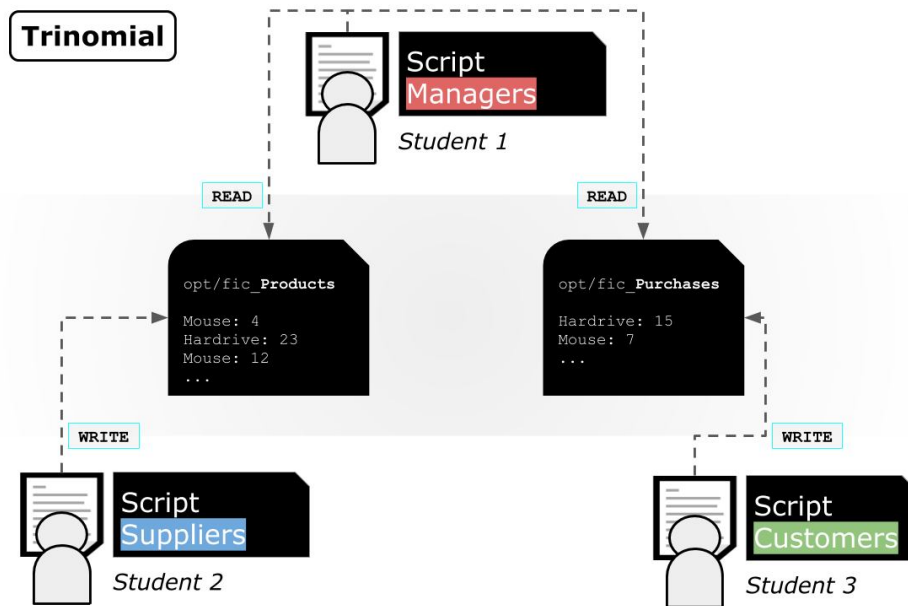 Trinomial
Script
Managers
Student 1
READ
READ
opt/fic_Products
Mouse: 4
Hardrive: 23
Mouse: 12
...
opt/fic_Purchases
Hardrive: 15
Mouse: 7
...
WRITE
WRITE
Script
Suppliers
Student 2
Script
Customers
Student 3